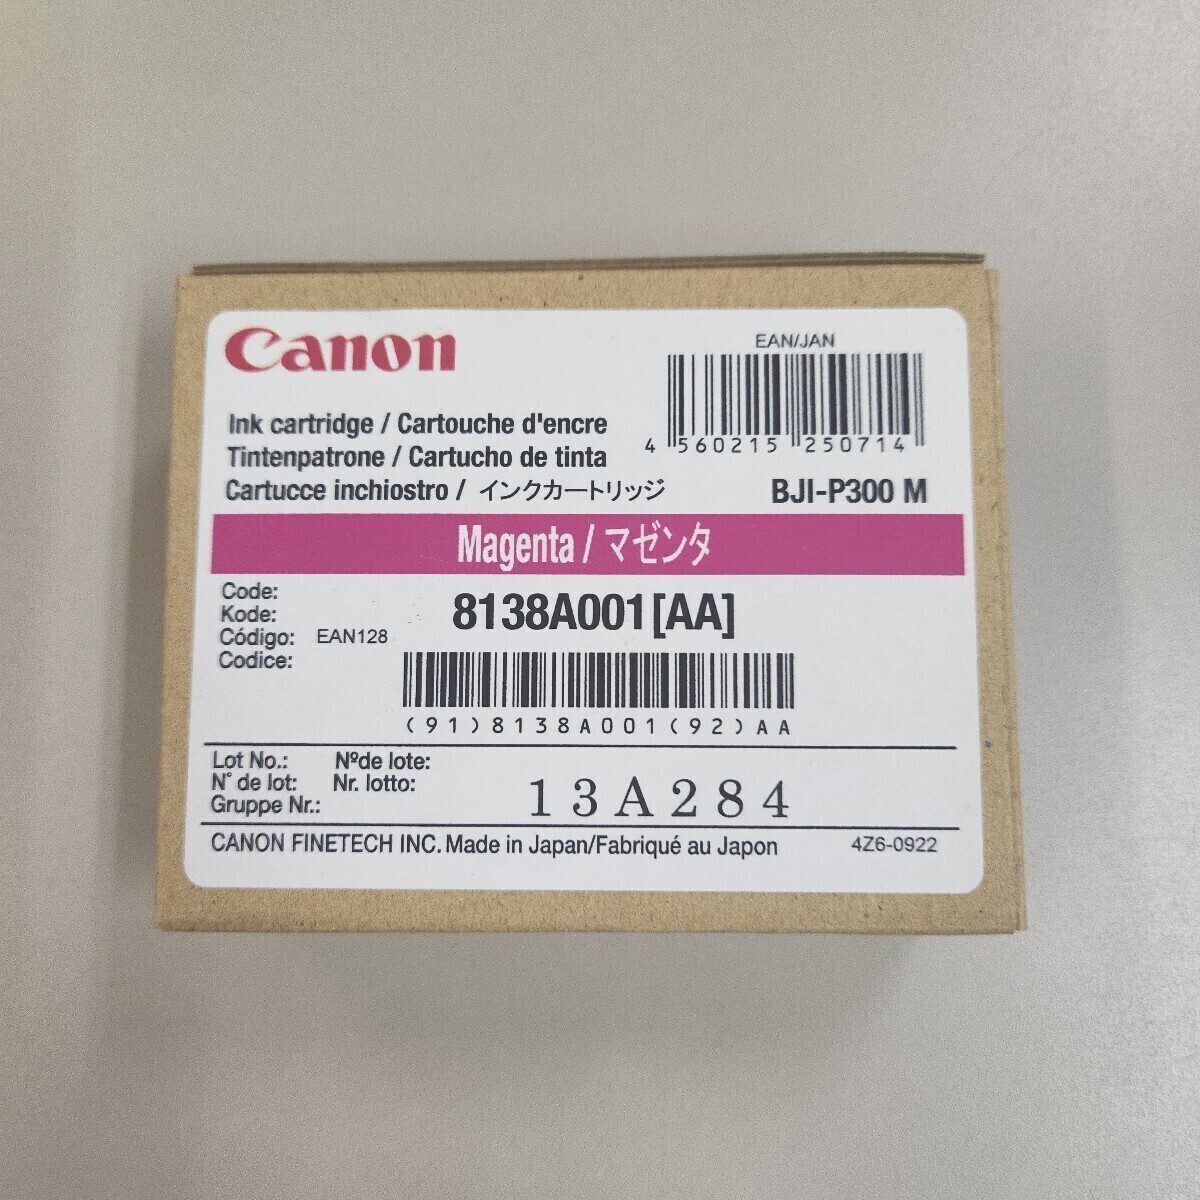 Canon
EAN/JAN
4 560215 250714
Ink cartridge / Cartouche d'encre
Tintenpatrone / Cartucho de tinta
Cartucce inchiostro / インクカートリッジ
BJI-P300 M
Magenta / マゼンタ
Code:
Kode:
Código: EAN128
Codice:
8138A001[AA]
(91)8138A001(92)AA
Lot No.: Nºde lote:
N° de lot: Nr. lotto:
Gruppe Nr.:
13A284
CANON FINETECH INC. Made in Japan/Fabriqué au Japon 4Z6-0922